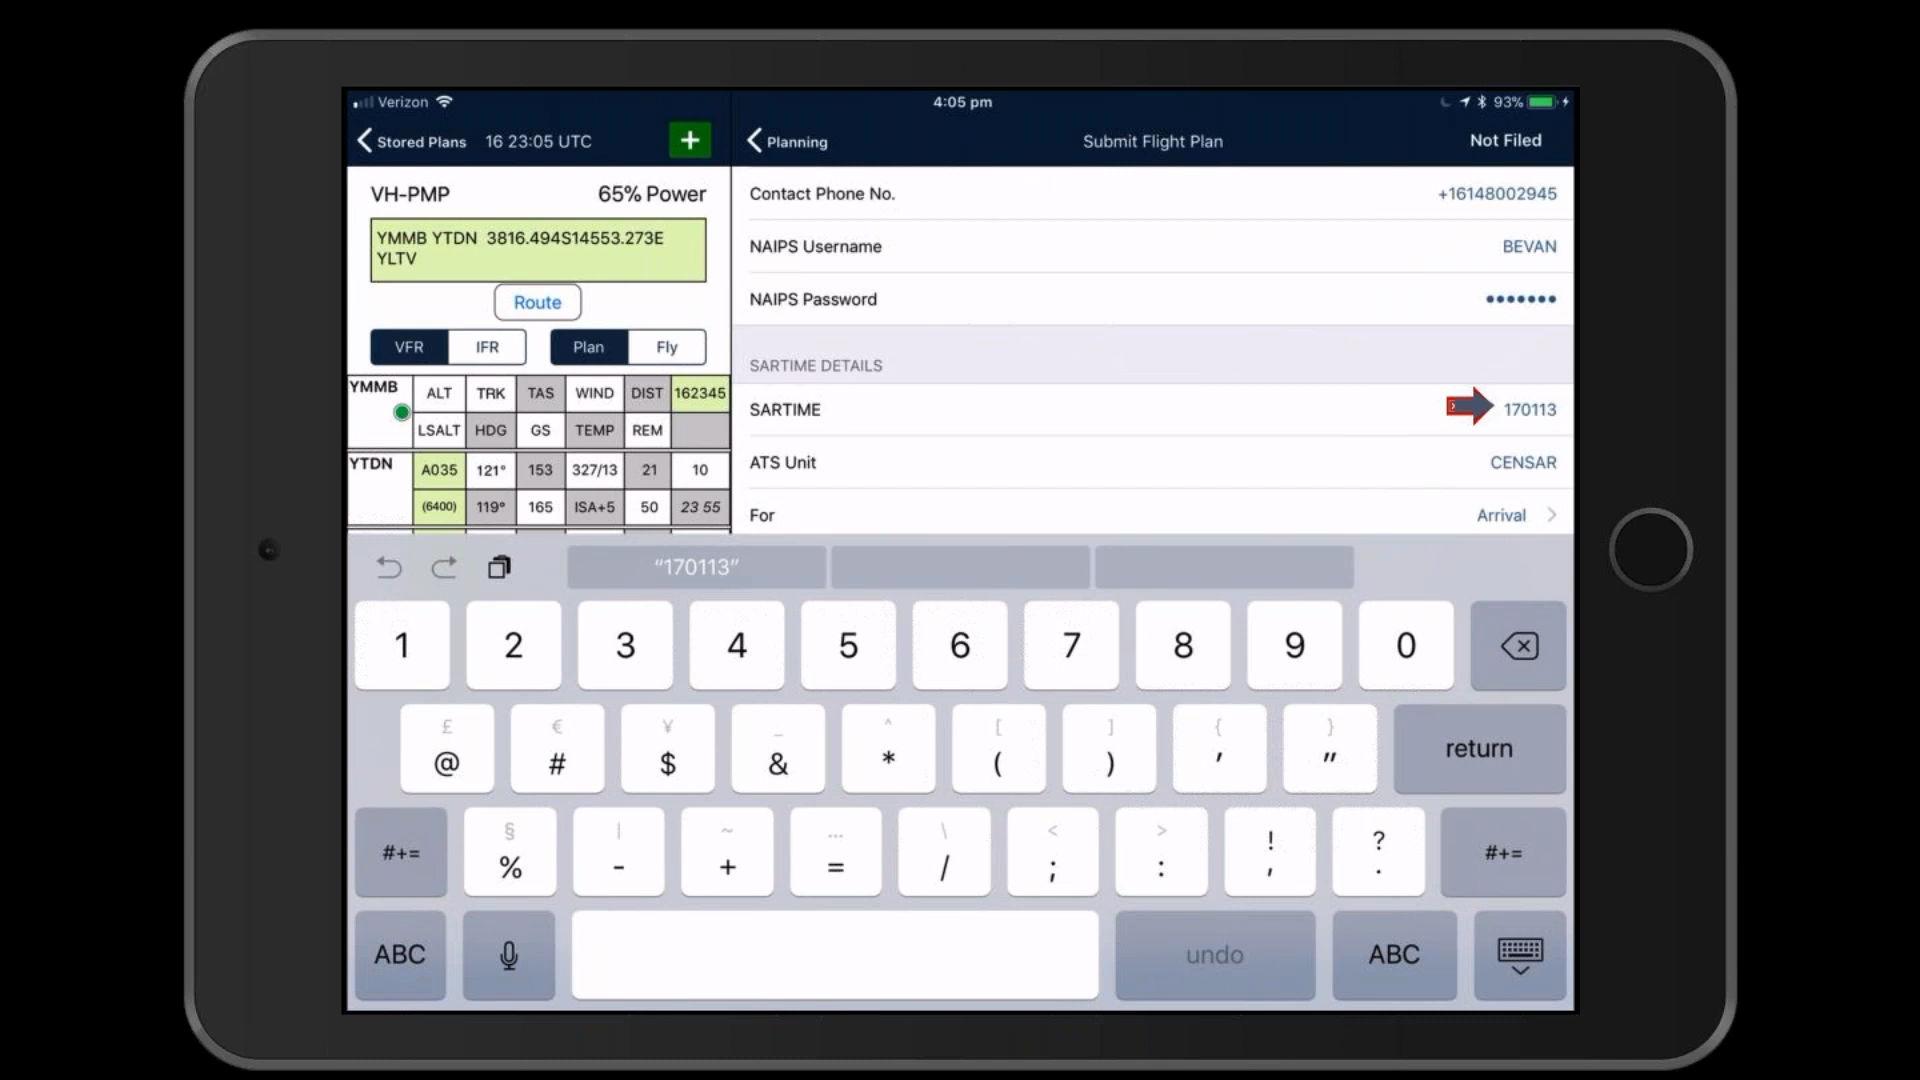 Verizon
4:05 pm
93%
Stored Plans 16 23:05 UTC +
Planning
Submit Flight Plan
Not Filed
VH-PMP 65% Power
YMMB YTDN 3816.494S14553.273E
YLTV
Route
VFR IFR Plan Fly
YMMB ALT TRK TAS WIND DIST 162345
LSALT HDG GS TEMP REM
YTDN A035 121° 153 327/13 21 10
(6400) 119° 165 ISA+5 50 23 55
Contact Phone No. +16148002945
NAIPS Username BEVAN
NAIPS Password •••••••
SARTIME DETAILS
SARTIME 170113
ATS Unit CENSAR
For Arrival
“170113”
1 2 3 4 5 6 7 8 9 0
£ € ¥ _ ^ [ ] { }
@ # $ & * ( ) ' " return
§ | ~ … \ < > ! ?
#+= % - + = / ; : , . #+=
ABC undo ABC